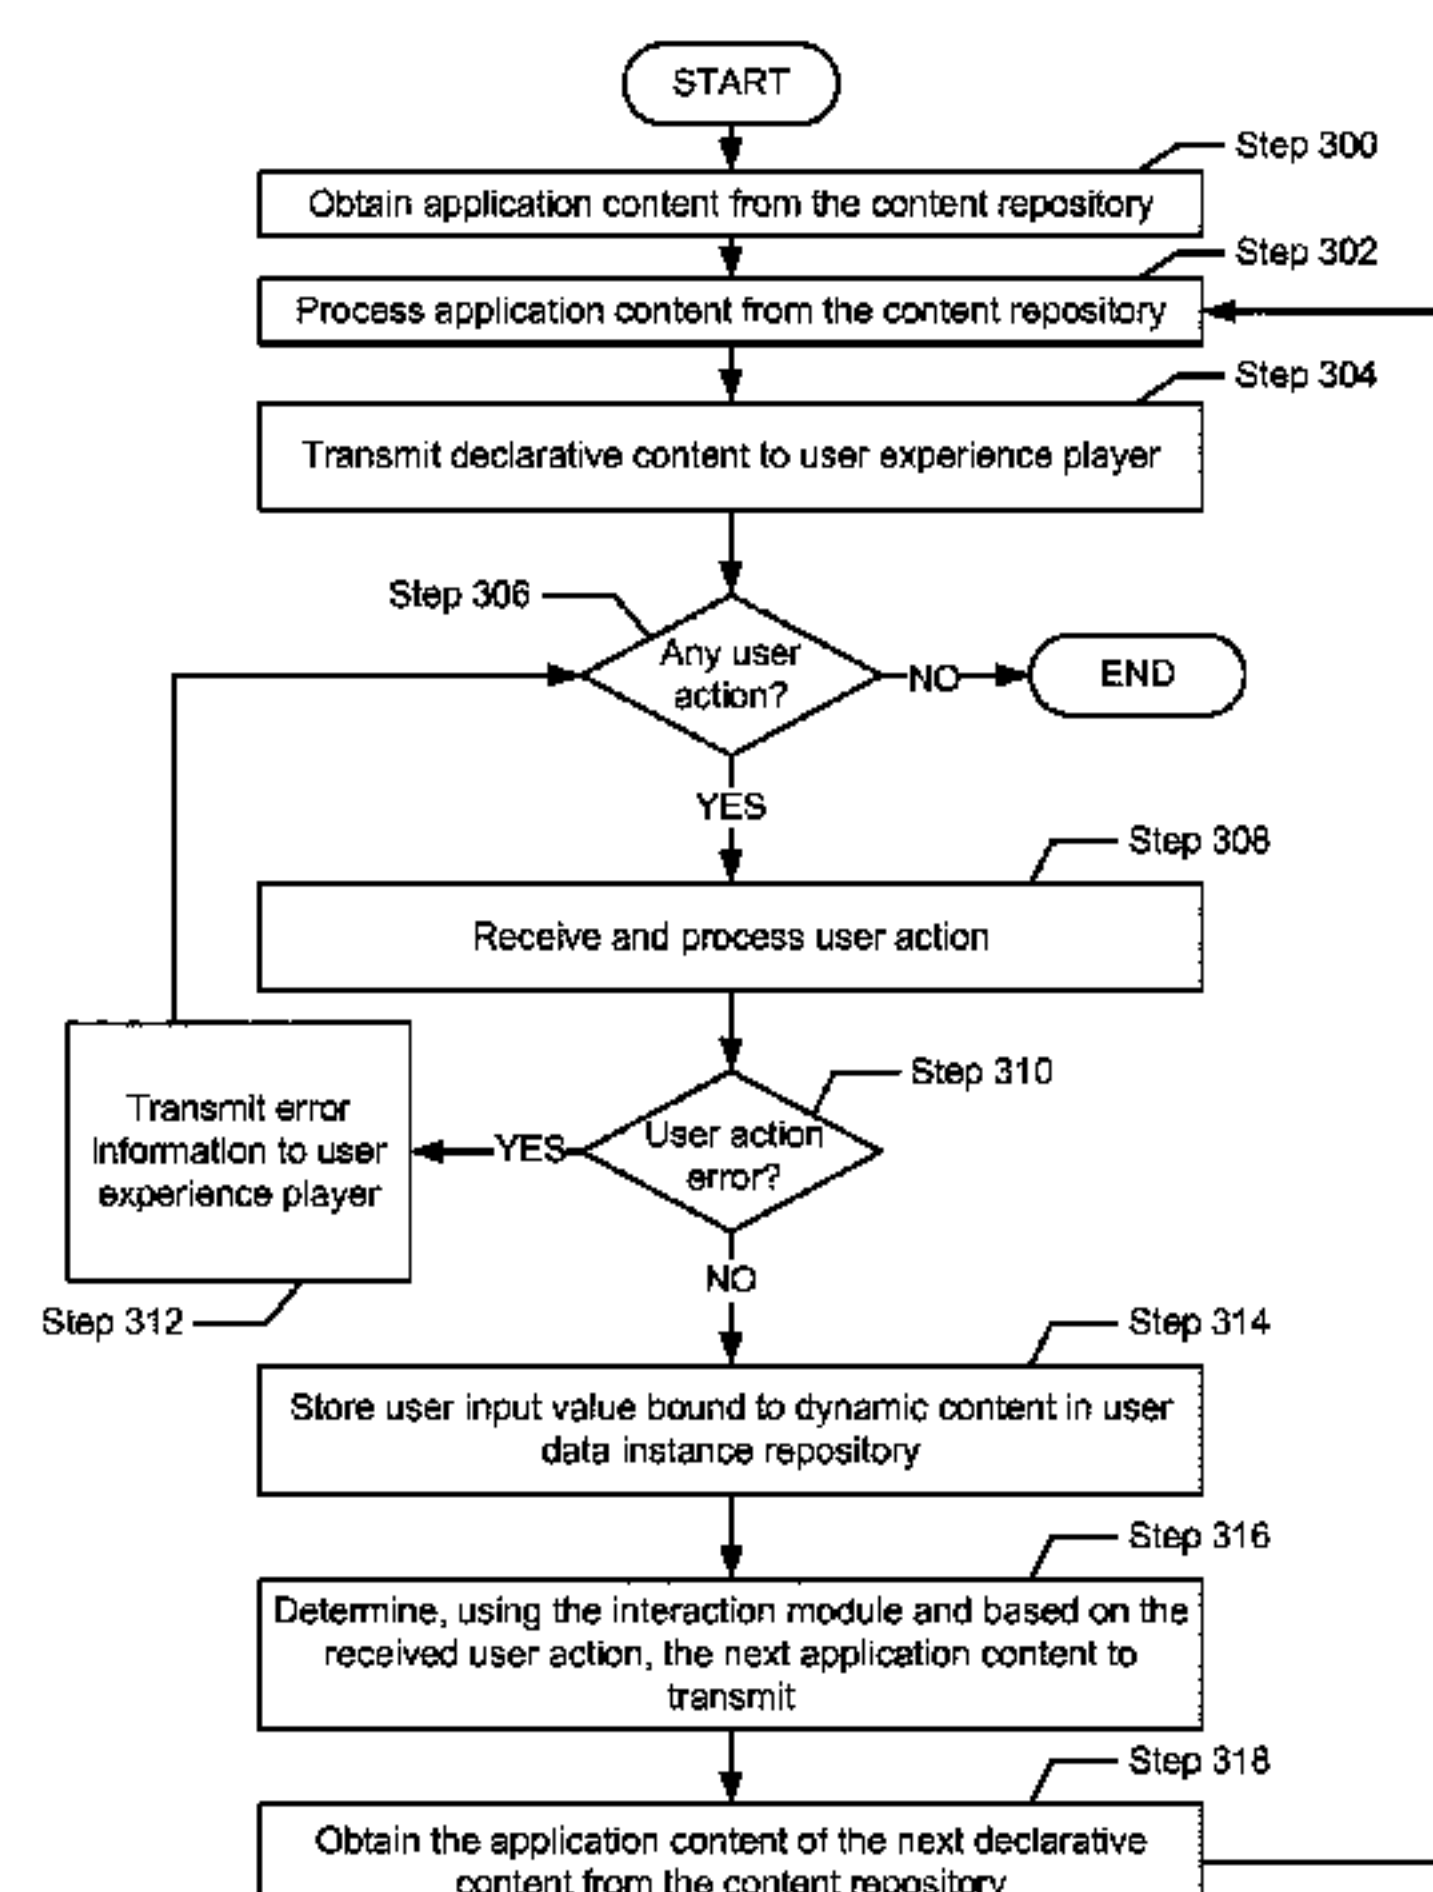 START
Step 300
Obtain application content from the content repository
Step 302
Process application content from the content repository
Step 304
Transmit declarative content to user experience player
Step 306
Any user
action?
NO
END
YES
Step 308
Receive and process user action
Step 310
User action
error?
YES
Transmit error
information to user
experience player
Step 312
NO
Step 314
Store user input value bound to dynamic content in user
data instance repository
Step 316
Determine, using the interaction module and based on the
received user action, the next application content to
transmit
Step 318
Obtain the application content of the next declarative
content from the content repository